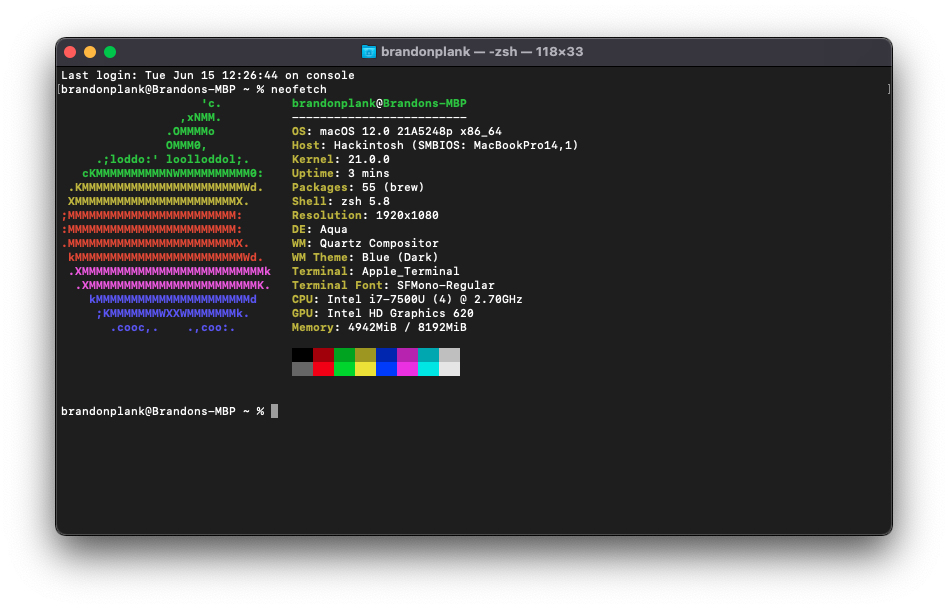 brandonplank — -zsh — 118×33
Last login: Tue Jun 15 12:26:44 on console
[brandonplank@Brandons-MBP ~ % neofetch ]
'c. brandonplank@Brandons-MBP
,xNMM. -------------------------
.OMMMMo OS: macOS 12.0 21A5248p x86_64
OMMM0, Host: Hackintosh (SMBIOS: MacBookPro14,1)
.;loddo:' loolloddol;. Kernel: 21.0.0
cKMMMMMMMMMMNWMMMMMMMMMM0: Uptime: 3 mins
.KMMMMMMMMMMMMMMMMMMMMMMMWd. Packages: 55 (brew)
XMMMMMMMMMMMMMMMMMMMMMMMX. Shell: zsh 5.8
;MMMMMMMMMMMMMMMMMMMMMMMM: Resolution: 1920x1080
:MMMMMMMMMMMMMMMMMMMMMMMM: DE: Aqua
.MMMMMMMMMMMMMMMMMMMMMMMMX. WM: Quartz Compositor
kMMMMMMMMMMMMMMMMMMMMMMMMWd. WM Theme: Blue (Dark)
.XMMMMMMMMMMMMMMMMMMMMMMMMMMk Terminal: Apple_Terminal
.XMMMMMMMMMMMMMMMMMMMMMMMMK. Terminal Font: SFMono-Regular
kMMMMMMMMMMMMMMMMMMMMMMd CPU: Intel i7-7500U (4) @ 2.70GHz
;KMMMMMMMWXXWMMMMMMMk. GPU: Intel HD Graphics 620
.cooc,. .,coo:. Memory: 4942MiB / 8192MiB
brandonplank@Brandons-MBP ~ %